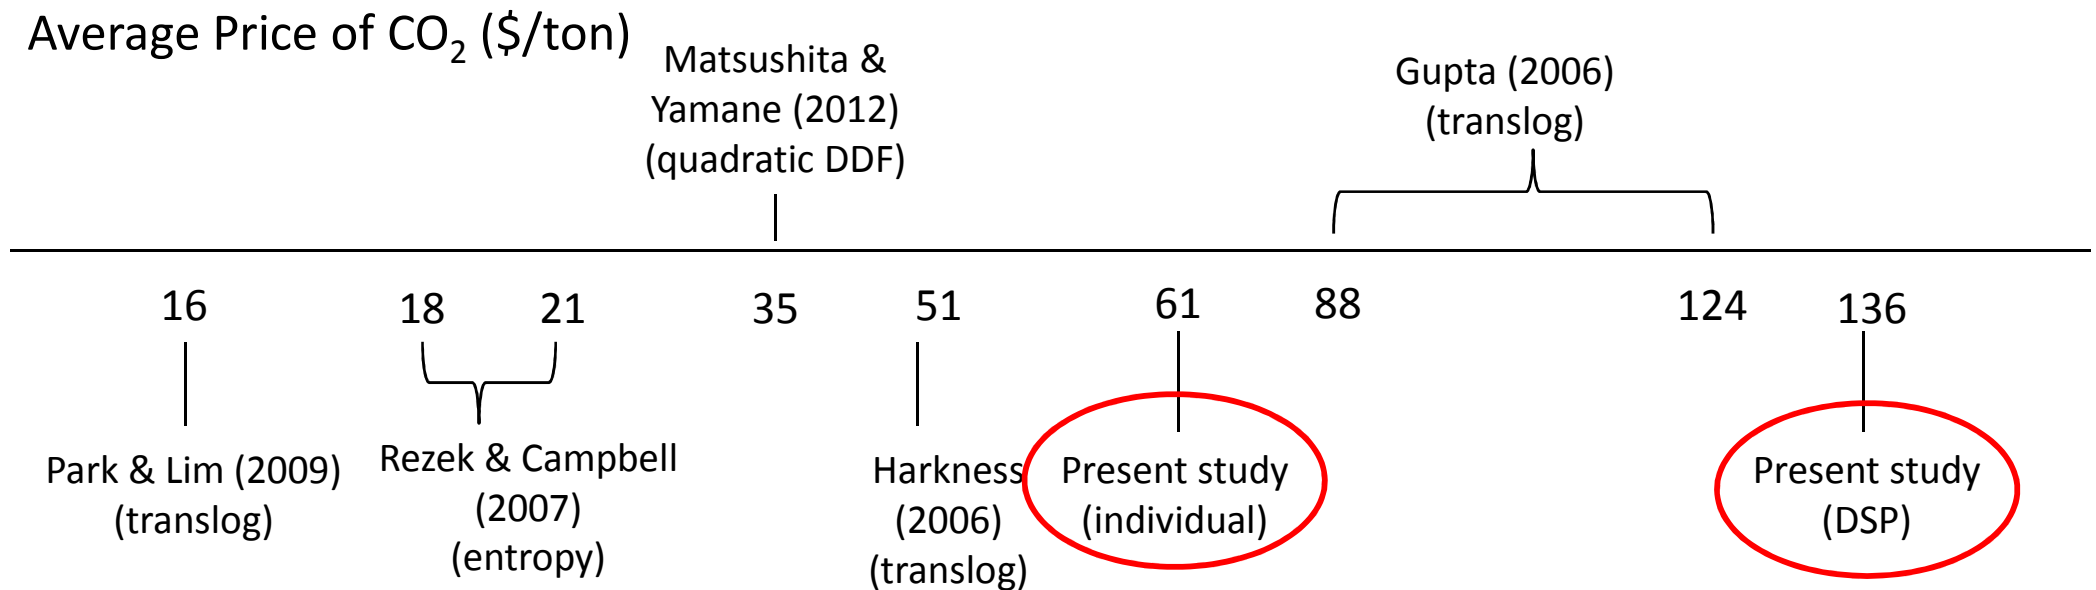 Average Price of CO₂ ($/ton)
Matsushita &
Yamane (2012)
(quadratic DDF)
Gupta (2006)
(translog)
16
18
21
35
51
61
88
124
136
Park & Lim (2009)
(translog)
Rezek & Campbell
(2007)
(entropy)
Harkness
(2006)
(translog)
Present study
(individual)
Present study
(DSP)